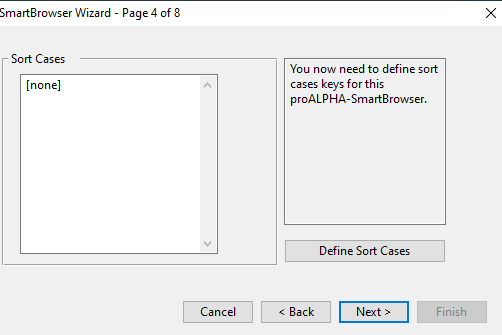 SmartBrowser Wizard - Page 4 of 8
Sort Cases
[none]
You now need to define sort
cases keys for this
proALPHA-SmartBrowser.
Define Sort Cases
Cancel
< Back
Next >
Finish